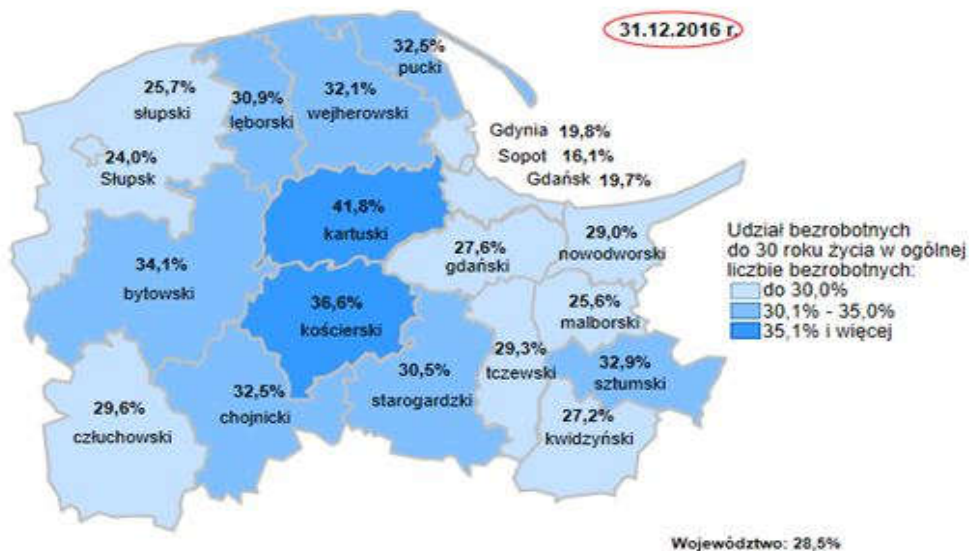 31.12.2016 r.
32,5%
pucki
25,7%
słupski
30,9%
lęborski
32,1%
wejherowski
Gdynia 19,8%
Sopot 16,1%
Gdańsk 19,7%
24,0%
Słupsk
41,8%
kartuski
27,6%
gdański
29,0%
nowodworski
Udział bezrobotnych
do 30 roku życia w ogólnej
liczbie bezrobotnych:
do 30,0%
30,1% - 35,0%
35,1% i więcej
34,1%
bytowski
36,6%
kościerski
25,6%
malborski
29,3%
tczewski
32,9%
sztumski
30,5%
starogardzki
32,5%
chojnicki
29,6%
człuchowski
27,2%
kwidzyński
Województwo: 28,5%